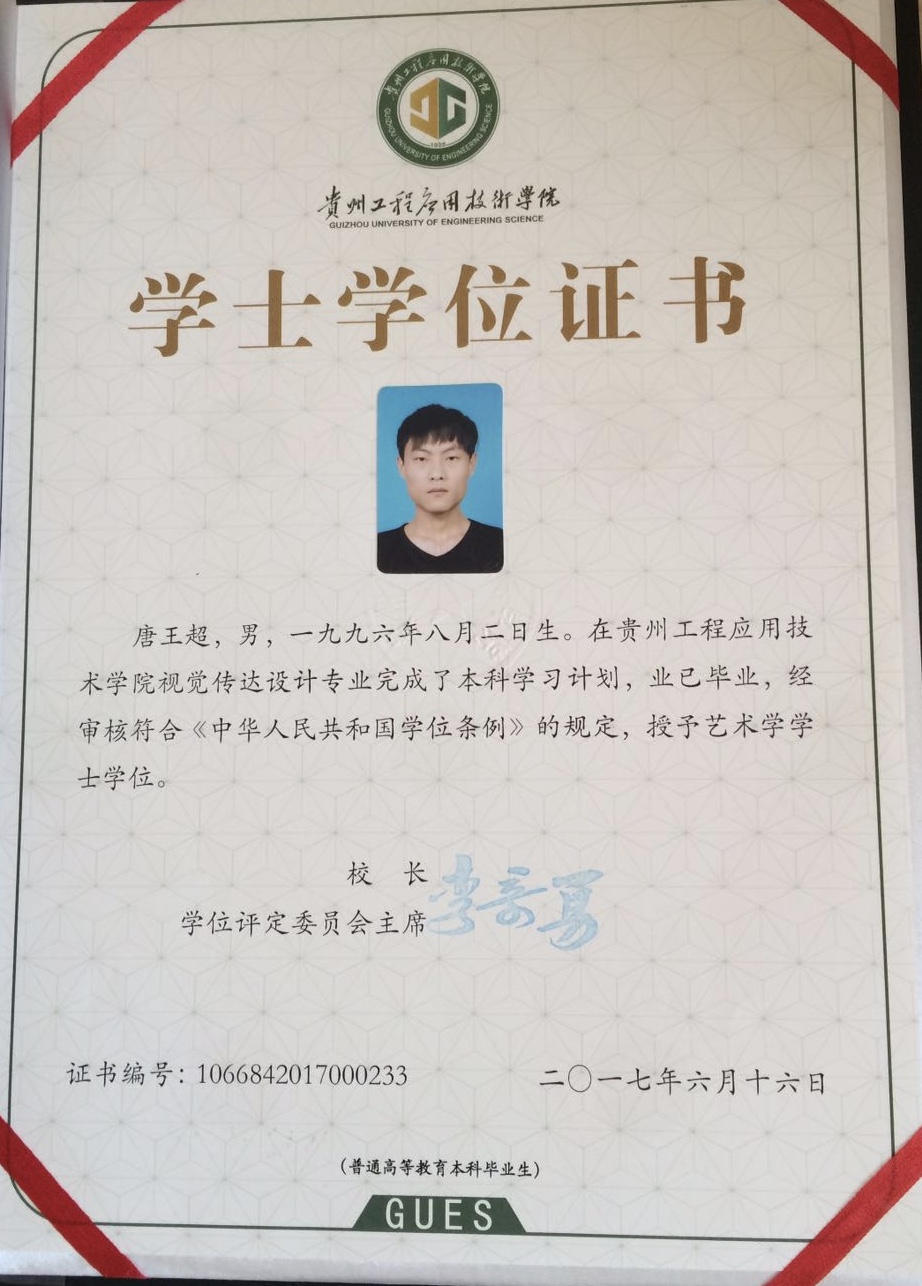 貴州工程应用技術學院
GUIZHOU UNIVERSITY OF ENGINEERING SCIENCE
1938
貴州工程应用技術學院
GUIZHOU UNIVERSITY OF ENGINEERING SCIENCE
学士学位证书
唐王超，男，一九九六年八月二日生。在贵州工程应用技
术学院视觉传达设计专业完成了本科学习计划，业已毕业，经
审核符合《中华人民共和国学位条例》的规定，授予艺术学学
士学位。
校 长
学位评定委员会主席
证书编号：1066842017000233
二〇一七年六月十六日
（普通高等教育本科毕业生）
GUES